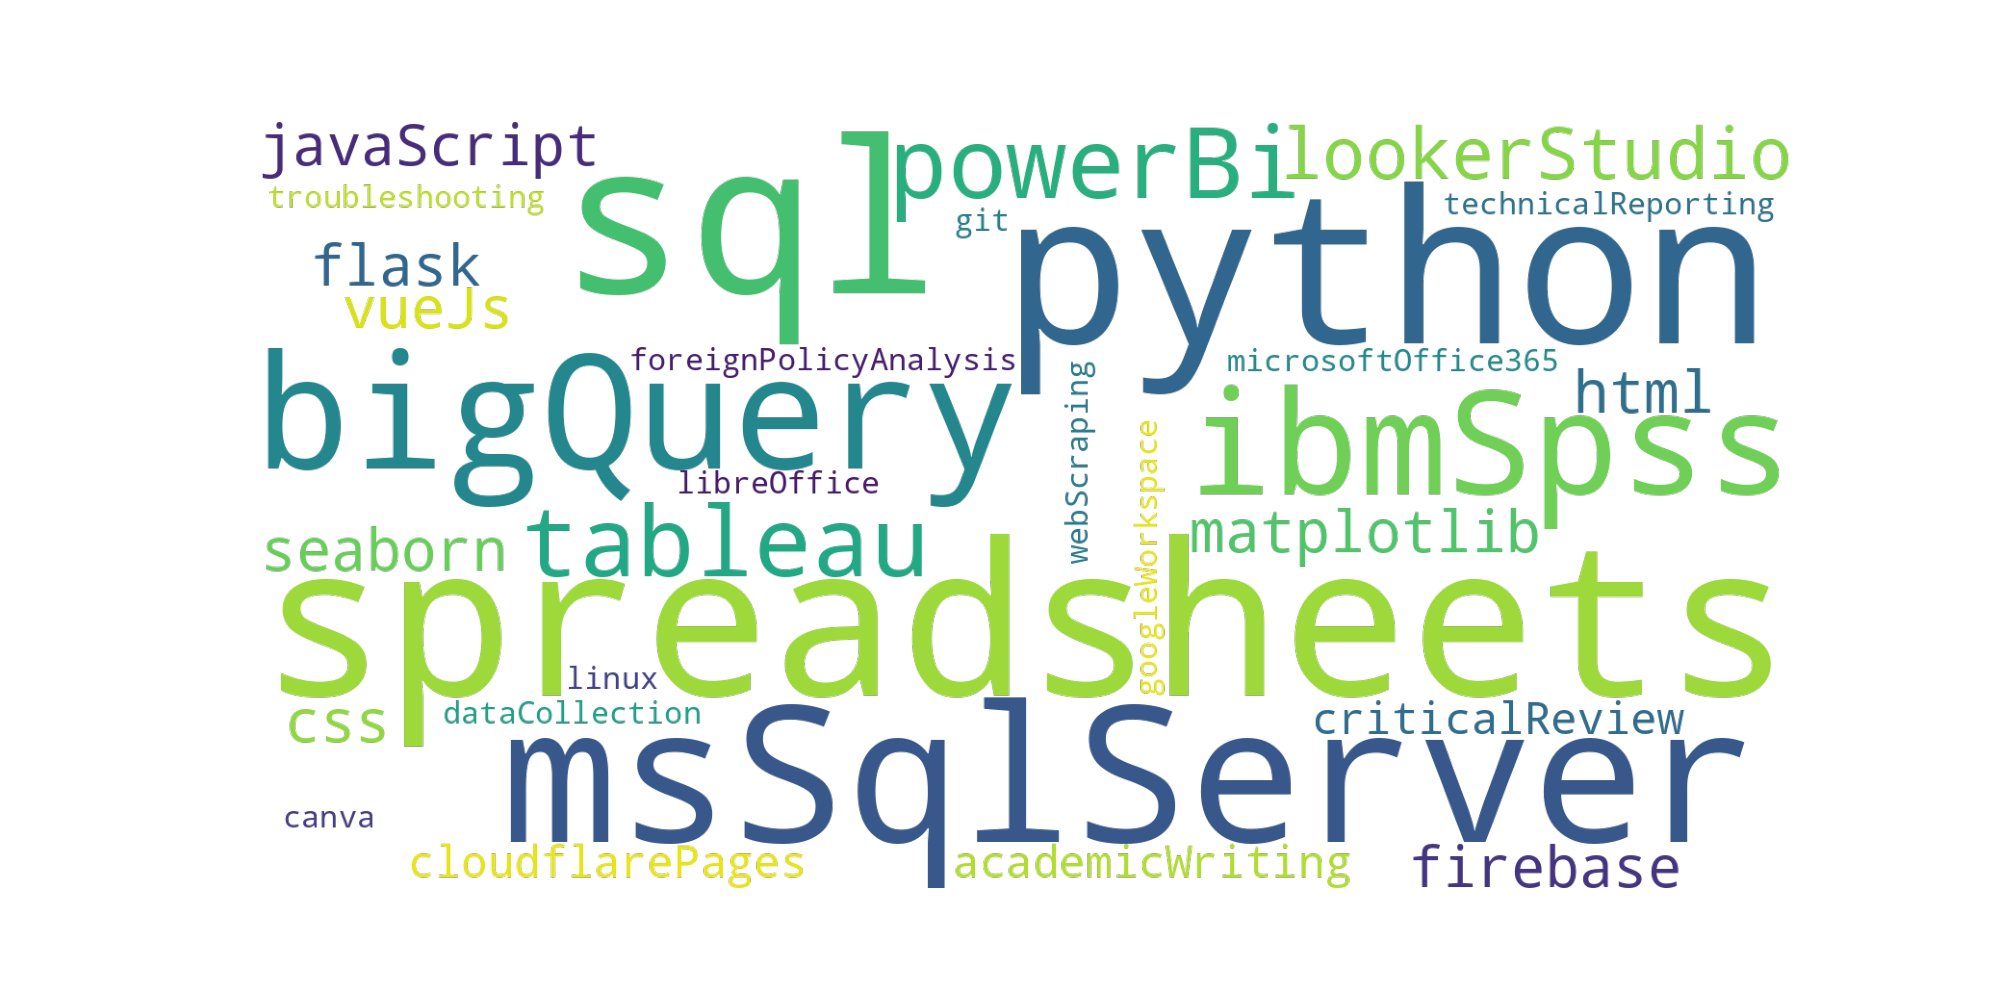 javaScript
sql
powerBi
lookerStudio
troubleshooting
git
python
technicalReporting
flask
vueJs
bigQuery
foreignPolicyAnalysis
webScraping
microsoftOffice365
html
ibmSpss
libreOffice
googleWorkspace
seaborn
tableau
matplotlib
spreadsheets
linux
css
dataCollection
msSqlServer
criticalReview
canva
cloudflarePages
academicWriting
firebase